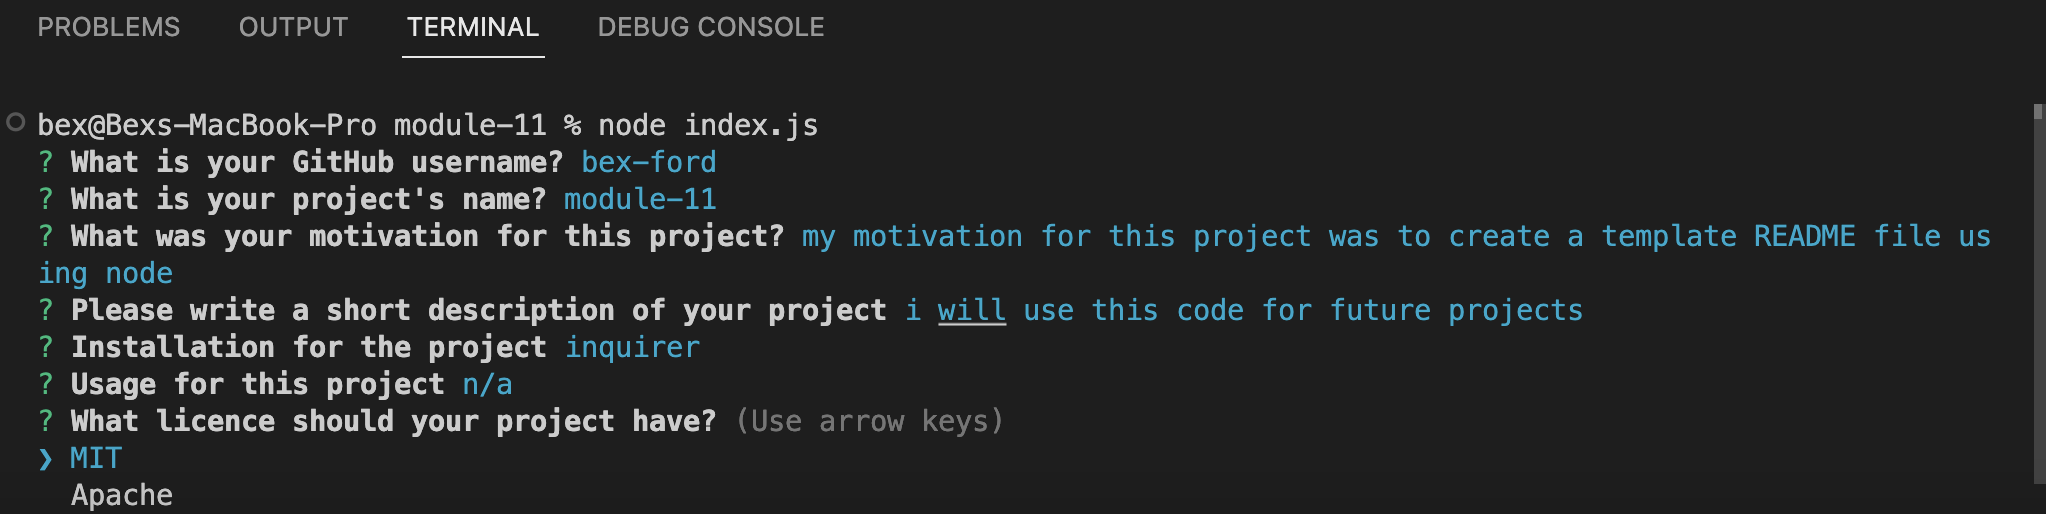 PROBLEMS OUTPUT TERMINAL DEBUG CONSOLE
bex@Bexs-MacBook-Pro module-11 % node index.js
? What is your GitHub username? bex-ford
? What is your project's name? module-11
? What was your motivation for this project? my motivation for this project was to create a template README file us
ing node
? Please write a short description of your project i will use this code for future projects
? Installation for the project inquirer
? Usage for this project n/a
? What licence should your project have? (Use arrow keys)
❯ MIT
Apache